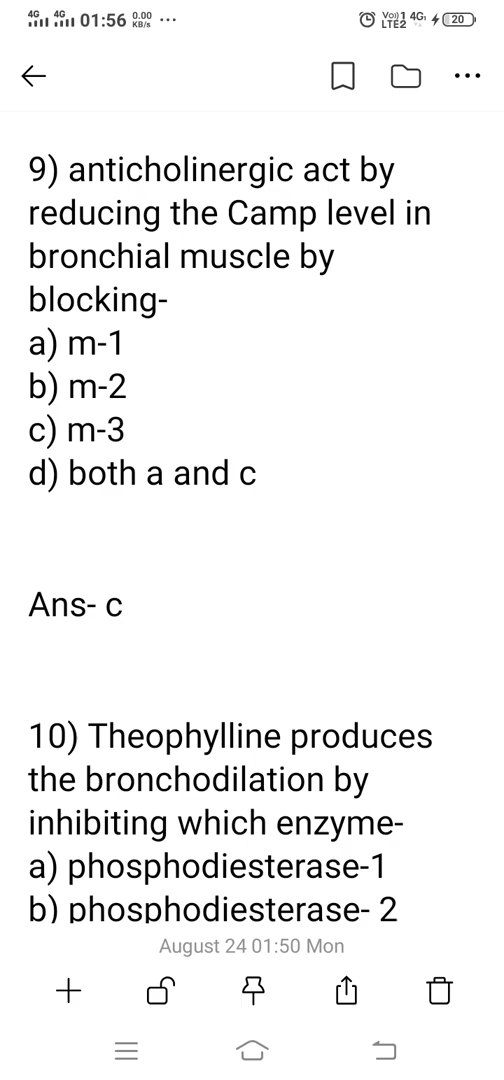 4G 4G 01:56 0.00 KB/s ... Vo)) 1 4G LTE2 20
9) anticholinergic act by
reducing the Camp level in
bronchial muscle by
blocking-
a) m-1
b) m-2
c) m-3
d) both a and c
Ans- c
10) Theophylline produces
the bronchodilation by
inhibiting which enzyme-
a) phosphodiesterase-1
b) phosphodiesterase- 2
August 24 01:50 Mon